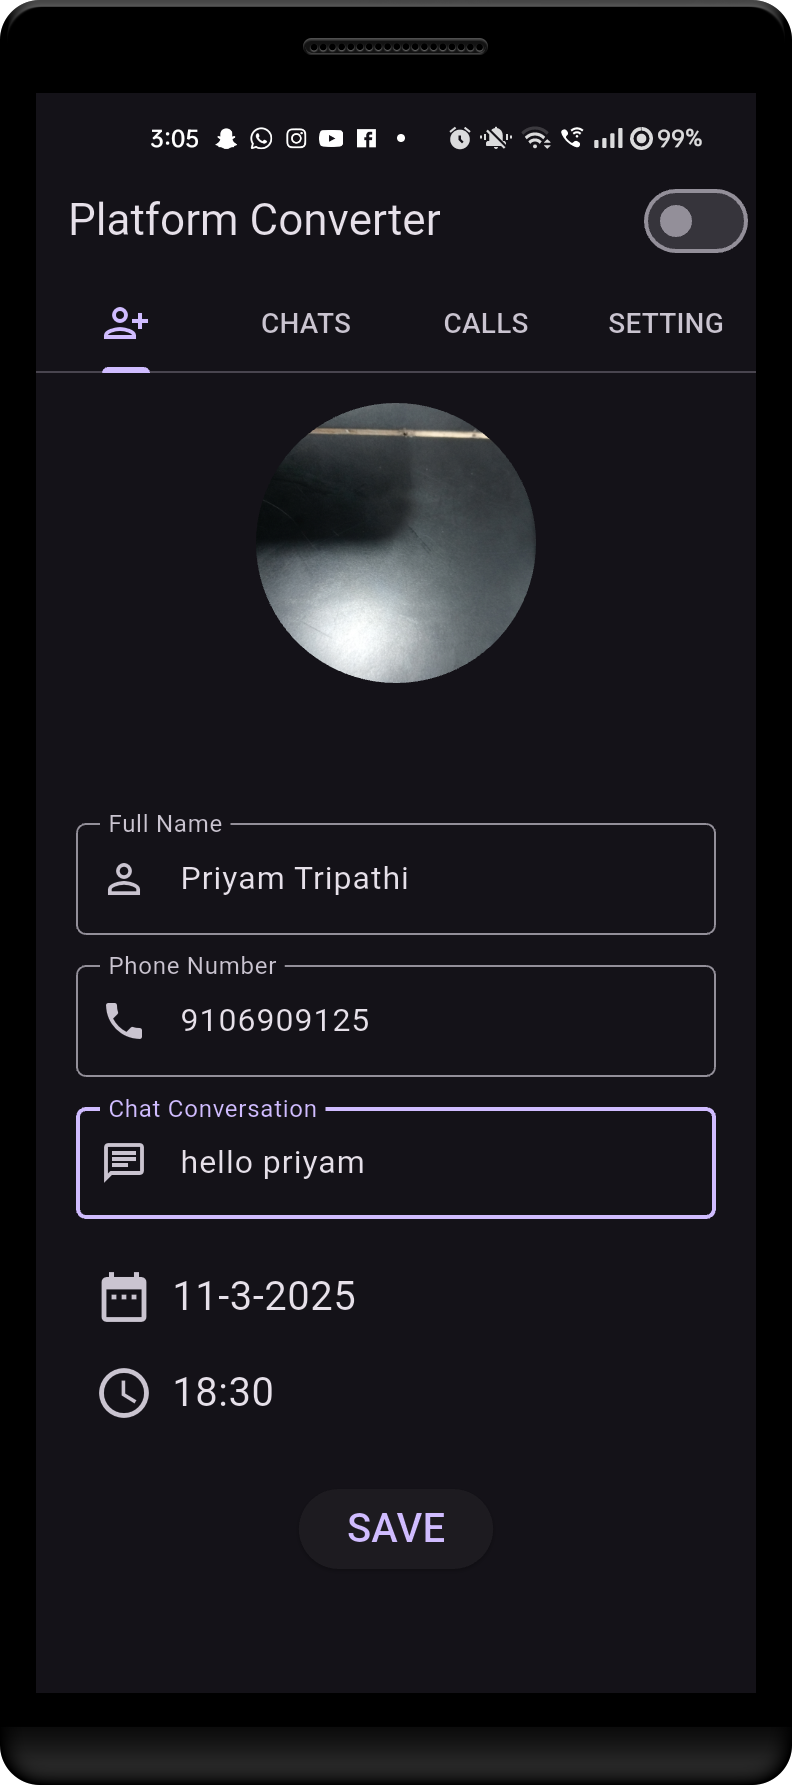 3:05 99%
Platform Converter
CHATS CALLS SETTING
Full Name
Priyam Tripathi
Phone Number
9106909125
Chat Conversation
hello priyam
11-3-2025
18:30
SAVE